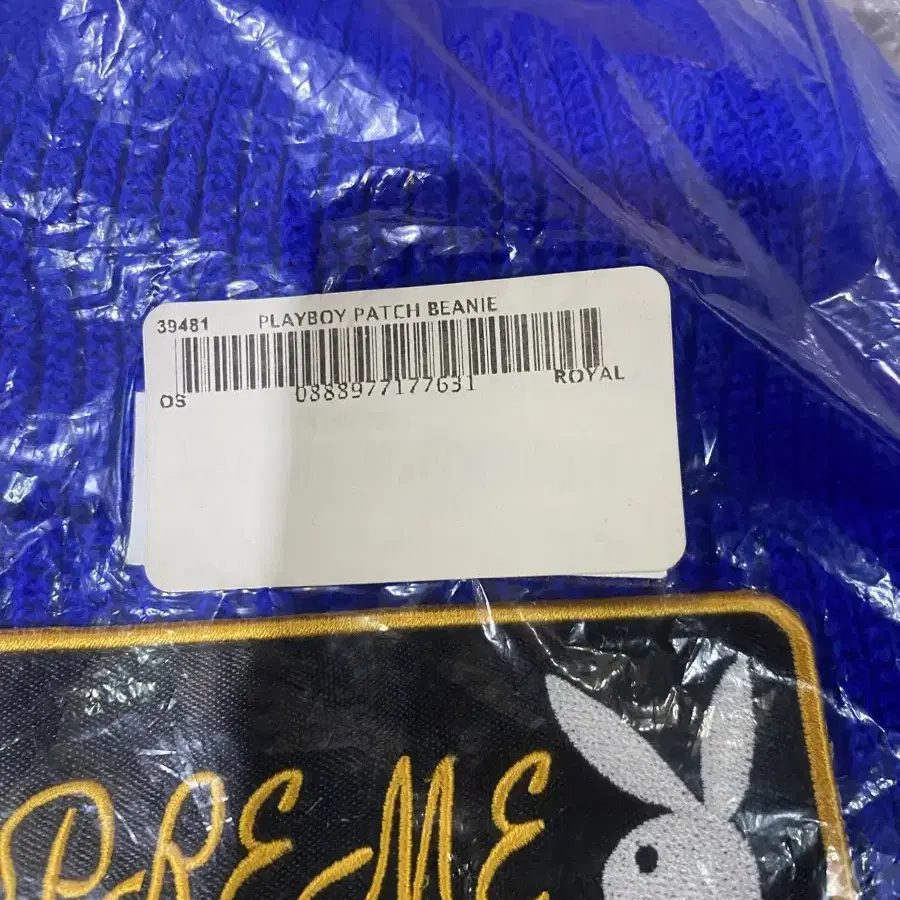 39481 PLAYBOY PATCH BEANIE
OS 0888977177631 ROYAL
PREME